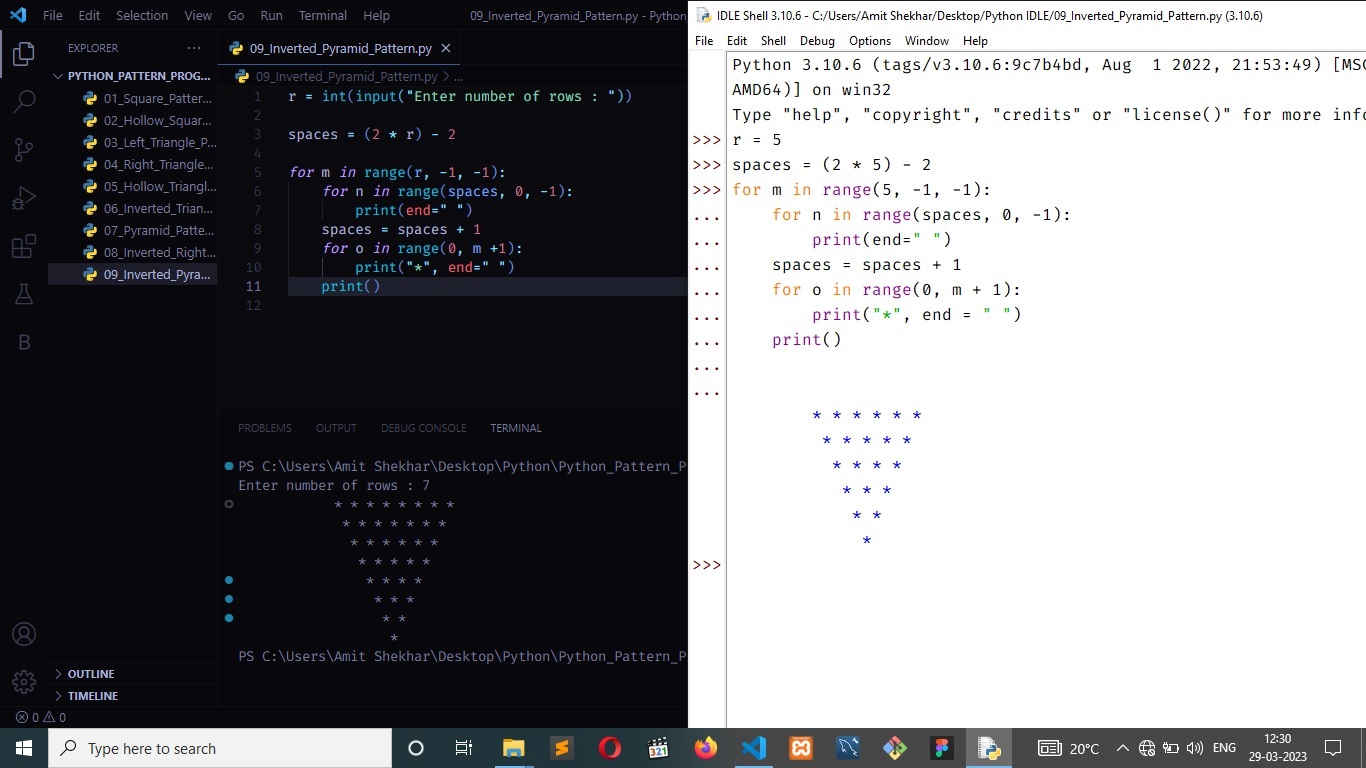 File Edit Selection View Go Run Terminal Help 09_Inverted_Pyramid_Pattern.py - Python
EXPLORER ...
PYTHON_PATTERN_PROG...
01_Square_Patter...
02_Hollow_Squar...
03_Left_Triangle_P...
04_Right_Triangle...
05_Hollow_Triangl...
06_Inverted_Trian...
07_Pyramid_Patte...
08_Inverted_Right...
09_Inverted_Pyra...
OUTLINE
TIMELINE
09_Inverted_Pyramid_Pattern.py
09_Inverted_Pyramid_Pattern.py > ...
1 r = int(input("Enter number of rows : "))
2
3 spaces = (2 * r) - 2
4
5 for m in range(r, -1, -1):
6     for n in range(spaces, 0, -1):
7         print(end=" ")
8     spaces = spaces + 1
9     for o in range(0, m +1):
10         print("*", end=" ")
11     print()
12
PROBLEMS OUTPUT DEBUG CONSOLE TERMINAL
PS C:\Users\Amit Shekhar\Desktop\Python\Python_Pattern_P
Enter number of rows : 7
            * * * * * * * *
             * * * * * * *
              * * * * * *
               * * * * *
                * * * *
                 * * *
                  * *
                   *
PS C:\Users\Amit Shekhar\Desktop\Python\Python_Pattern_P
0 0
IDLE Shell 3.10.6 - C:/Users/Amit Shekhar/Desktop/Python IDLE/09_Inverted_Pyramid_Pattern.py (3.10.6)
File Edit Shell Debug Options Window Help
Python 3.10.6 (tags/v3.10.6:9c7b4bd, Aug  1 2022, 21:53:49) [MSC
AMD64)] on win32
Type "help", "copyright", "credits" or "license()" for more info
>>> r = 5
>>> spaces = (2 * 5) - 2
>>> for m in range(5, -1, -1):
...     for n in range(spaces, 0, -1):
...         print(end=" ")
...     spaces = spaces + 1
...     for o in range(0, m + 1):
...         print("*", end = " ")
...     print()
...
...
        * * * * * *
         * * * * *
          * * * *
           * * *
            * *
             *
>>>
Type here to search 321 20°C ENG 12:30
29-03-2023